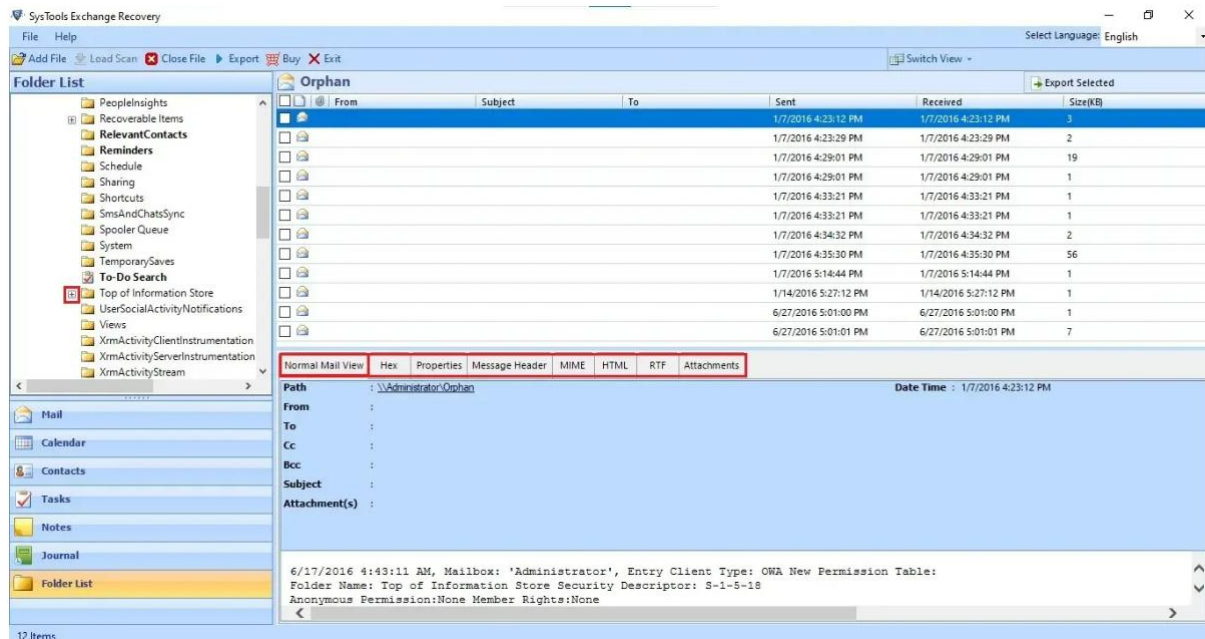 SysTools Exchange Recovery
File Help
Select Language: English
Add File Load Scan Close File Export Buy Exit
Switch View
Folder List
PeopleInsights
Recoverable Items
RelevantContacts
Reminders
Schedule
Sharing
Shortcuts
SmsAndChatsSync
Spooler Queue
System
TemporarySaves
To-Do Search
Top of Information Store
UserSocialActivityNotifications
Views
XrmActivityClientInstrumentation
XrmActivityServerInstrumentation
XrmActivityStream
Mail
Calendar
Contacts
Tasks
Notes
Journal
Folder List
Orphan
Export Selected
From Subject To Sent Received Size(KB)
1/7/2016 4:23:12 PM 1/7/2016 4:23:12 PM 3
1/7/2016 4:23:29 PM 1/7/2016 4:23:29 PM 2
1/7/2016 4:29:01 PM 1/7/2016 4:29:01 PM 19
1/7/2016 4:29:01 PM 1/7/2016 4:29:01 PM 1
1/7/2016 4:33:21 PM 1/7/2016 4:33:21 PM 1
1/7/2016 4:33:21 PM 1/7/2016 4:33:21 PM 1
1/7/2016 4:34:32 PM 1/7/2016 4:34:32 PM 2
1/7/2016 4:35:30 PM 1/7/2016 4:35:30 PM 56
1/7/2016 5:14:44 PM 1/7/2016 5:14:44 PM 1
1/14/2016 5:27:12 PM 1/14/2016 5:27:12 PM 1
6/27/2016 5:01:00 PM 6/27/2016 5:01:00 PM 1
6/27/2016 5:01:01 PM 6/27/2016 5:01:01 PM 7
Normal Mail View Hex Properties Message Header MIME HTML RTF Attachments
Path : \\Administrator\Orphan Date Time : 1/7/2016 4:23:12 PM
From :
To :
Cc :
Bcc :
Subject :
Attachment(s) :
6/17/2016 4:43:11 AM, Mailbox: 'Administrator', Entry Client Type: OWA New Permission Table:
Folder Name: Top of Information Store Security Descriptor: S-1-5-18
Anonymous Permission:None Member Rights:None
12 Items